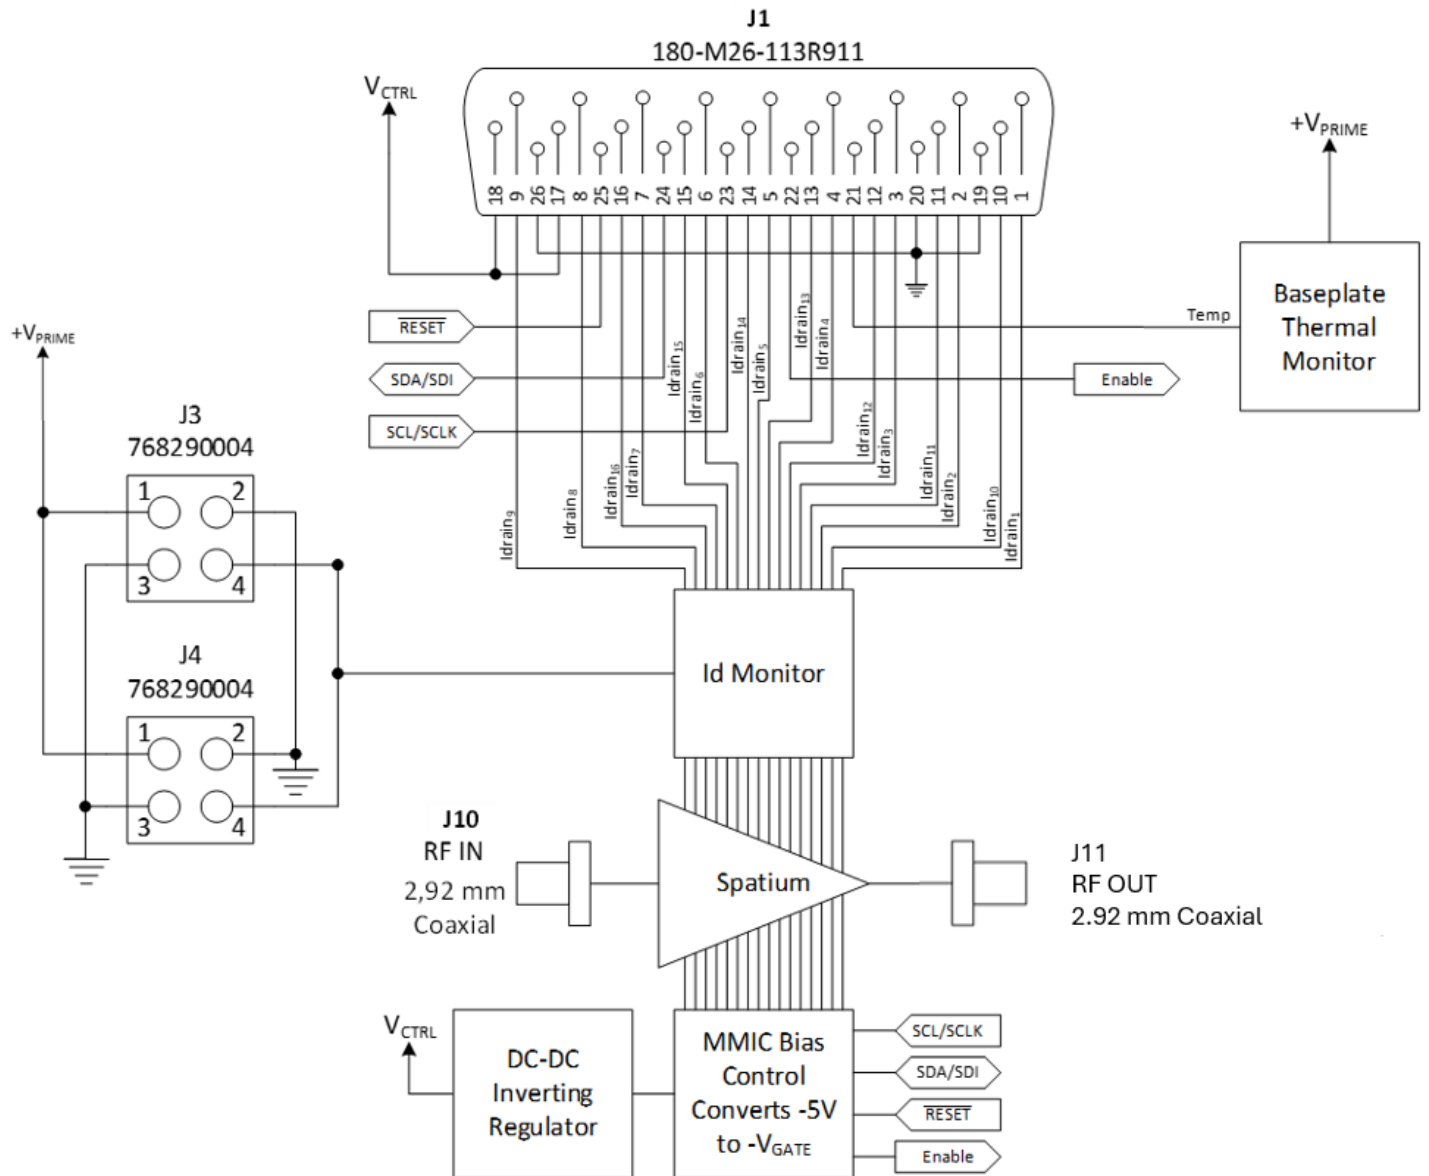 J1
180-M26-113R911
V_CTRL
18 9 26 17 8 25 16 7 24 15 6 23 14 5 22 13 4 21 12 3 20 11 2 19 10 1
+V_PRIME
Baseplate
Thermal
Monitor
Temp
RESET
SDA/SDI
SCL/SCLK
Enable
Idrain9
Idrain8
Idrain16
Idrain7
Idrain15
Idrain6
Idrain14
Idrain5
Idrain13
Idrain4
Idrain12
Idrain3
Idrain11
Idrain2
Idrain10
Idrain1
+V_PRIME
J3
768290004
1 2
3 4
J4
768290004
1 2
3 4
Id Monitor
J10
RF IN
2,92 mm
Coaxial
Spatium
J11
RF OUT
2.92 mm Coaxial
V_CTRL
DC-DC
Inverting
Regulator
MMIC Bias
Control
Converts -5V
to -V_GATE
SCL/SCLK
SDA/SDI
RESET
Enable